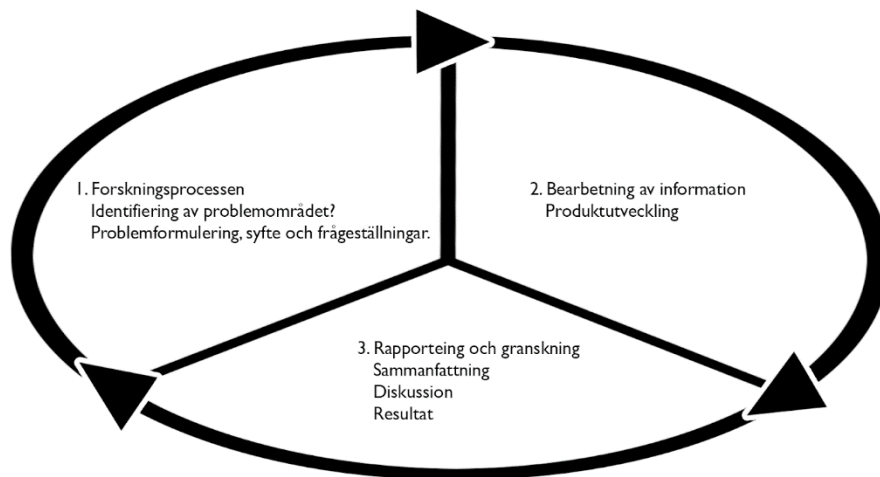 1. Forskningsprocessen
Identifiering av problemområdet?
Problemformulering, syfte och frågeställningar.
2. Bearbetning av information
Produktutveckling
3. Rapporteing och granskning
Sammanfattning
Diskussion
Resultat